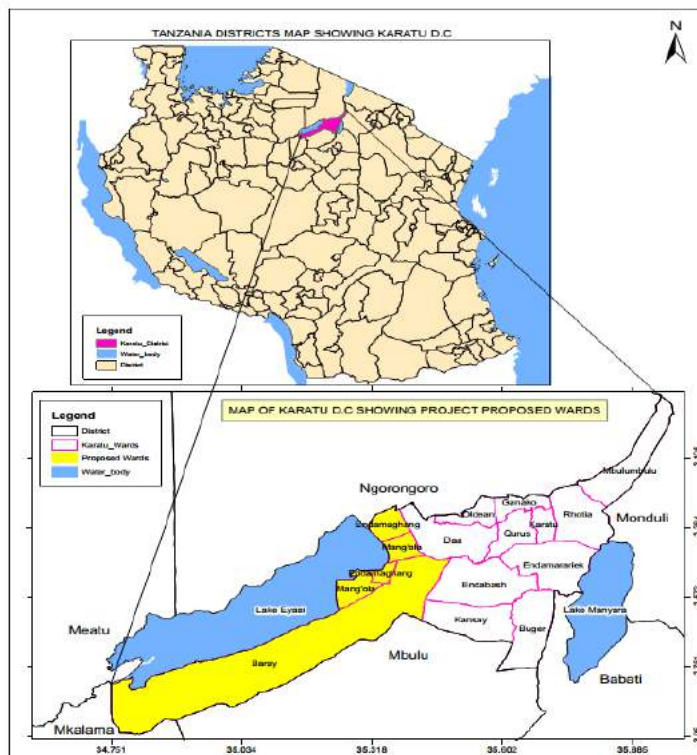 TANZANIA DISTRICTS MAP SHOWING KARATU D.C
N
Legend
Karatu_District
Water_body
District
MAP OF KARATU D.C SHOWING PROJECT PROPOSED WARDS
Legend
District
Karatu_Wards
Proposed Wards
Water_body
Mbulumbulu
Ngorongoro
Ganako
Oldean
Rhotia
Monduli
Endamaghang
Qurus
Karatu
Daa
Mang'ola
Endamarariek
Endamaghang
Endabash
Mang'ola
Lake Eyasi
Lake Manyara
Meatu
Kansay
Buger
Baray
Mbulu
Babati
Mkalama
34.751
35.034
35.318
35.602
35.885